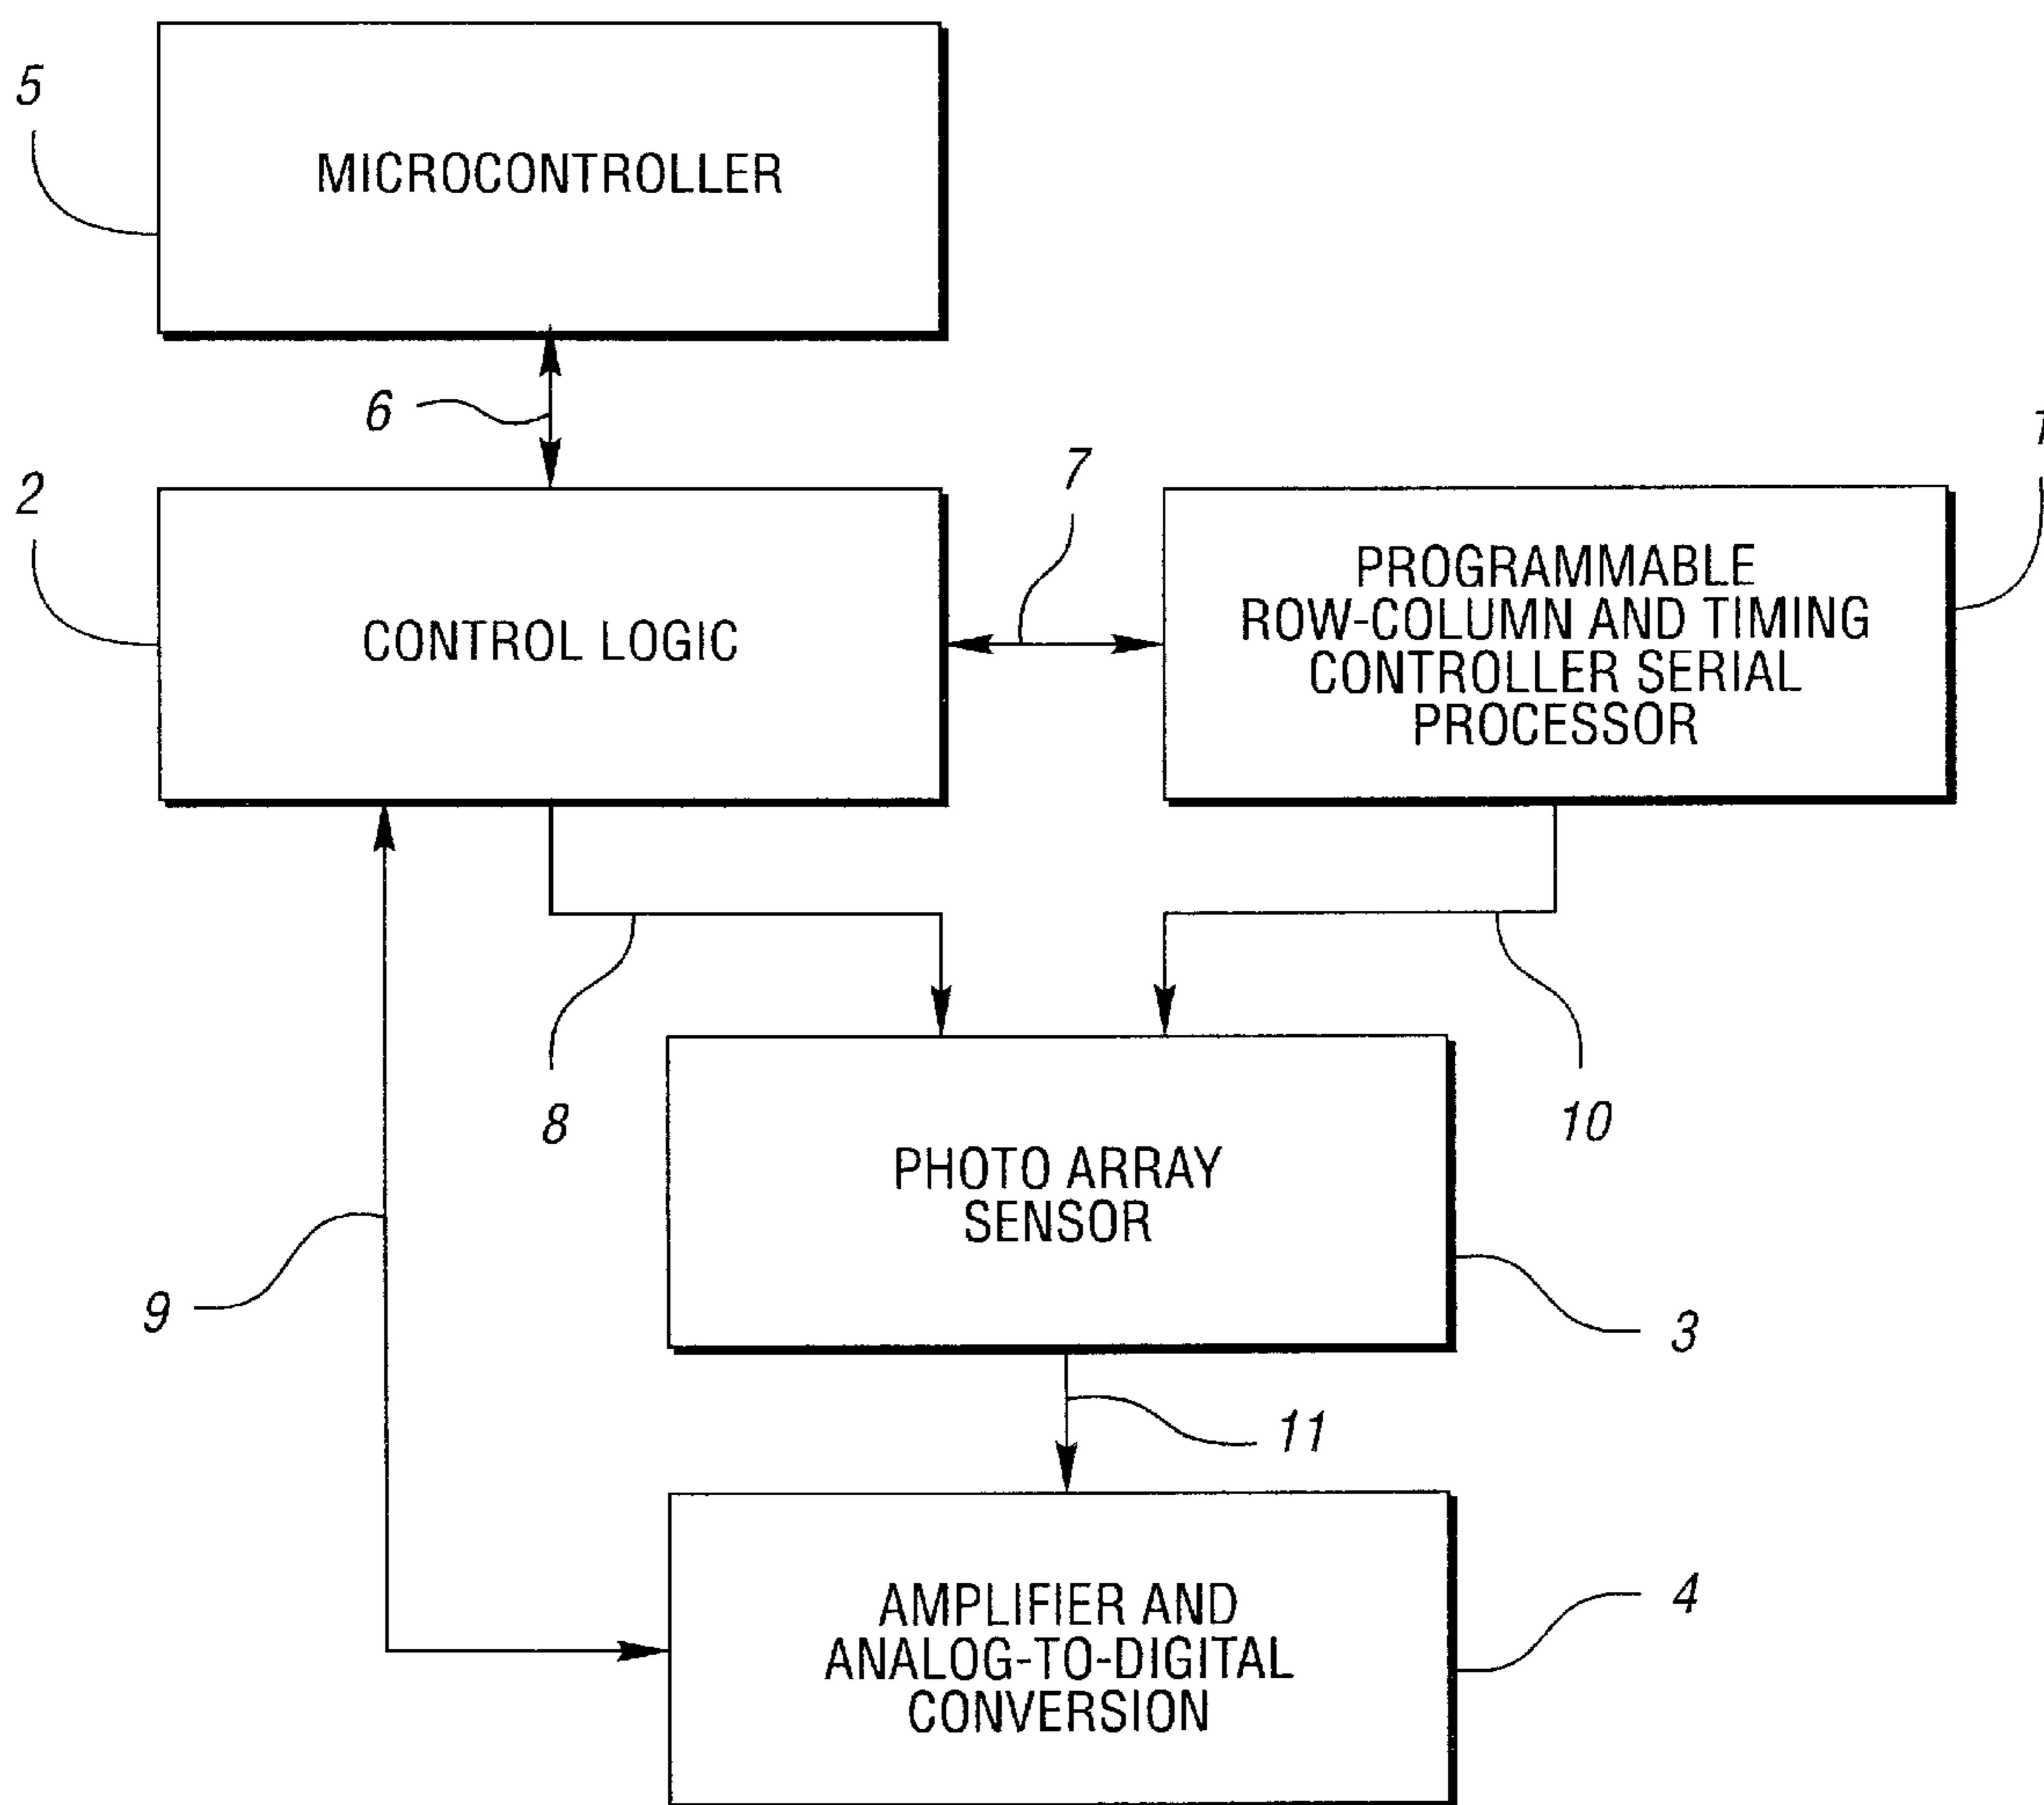 5
MICROCONTROLLER
6
2
CONTROL LOGIC
7
PROGRAMMABLE
ROW-COLUMN AND TIMING
CONTROLLER SERIAL
PROCESSOR
8
10
PHOTO ARRAY
SENSOR
9
3
11
AMPLIFIER AND
ANALOG-TO-DIGITAL
CONVERSION
4